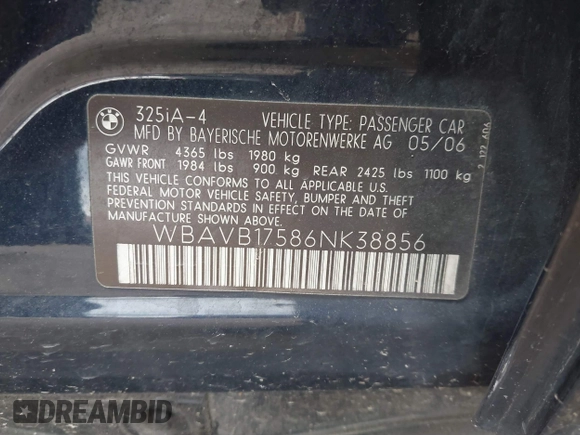 BMW
325iA-4 VEHICLE TYPE: PASSENGER CAR
MFD BY BAYERISCHE MOTORENWERKE AG 05/06
GVWR 4365 lbs 1980 kg
GAWR FRONT 1984 lbs 900 kg REAR 2425 lbs 1100 kg
THIS VEHICLE CONFORMS TO ALL APPLICABLE U.S.
FEDERAL MOTOR VEHICLE SAFETY, BUMPER AND THEFT
PREVENTION STANDARDS IN EFFECT ON THE DATE OF
MANUFACTURE SHOWN ABOVE.
WBAVB17586NK38856
DREAMBID